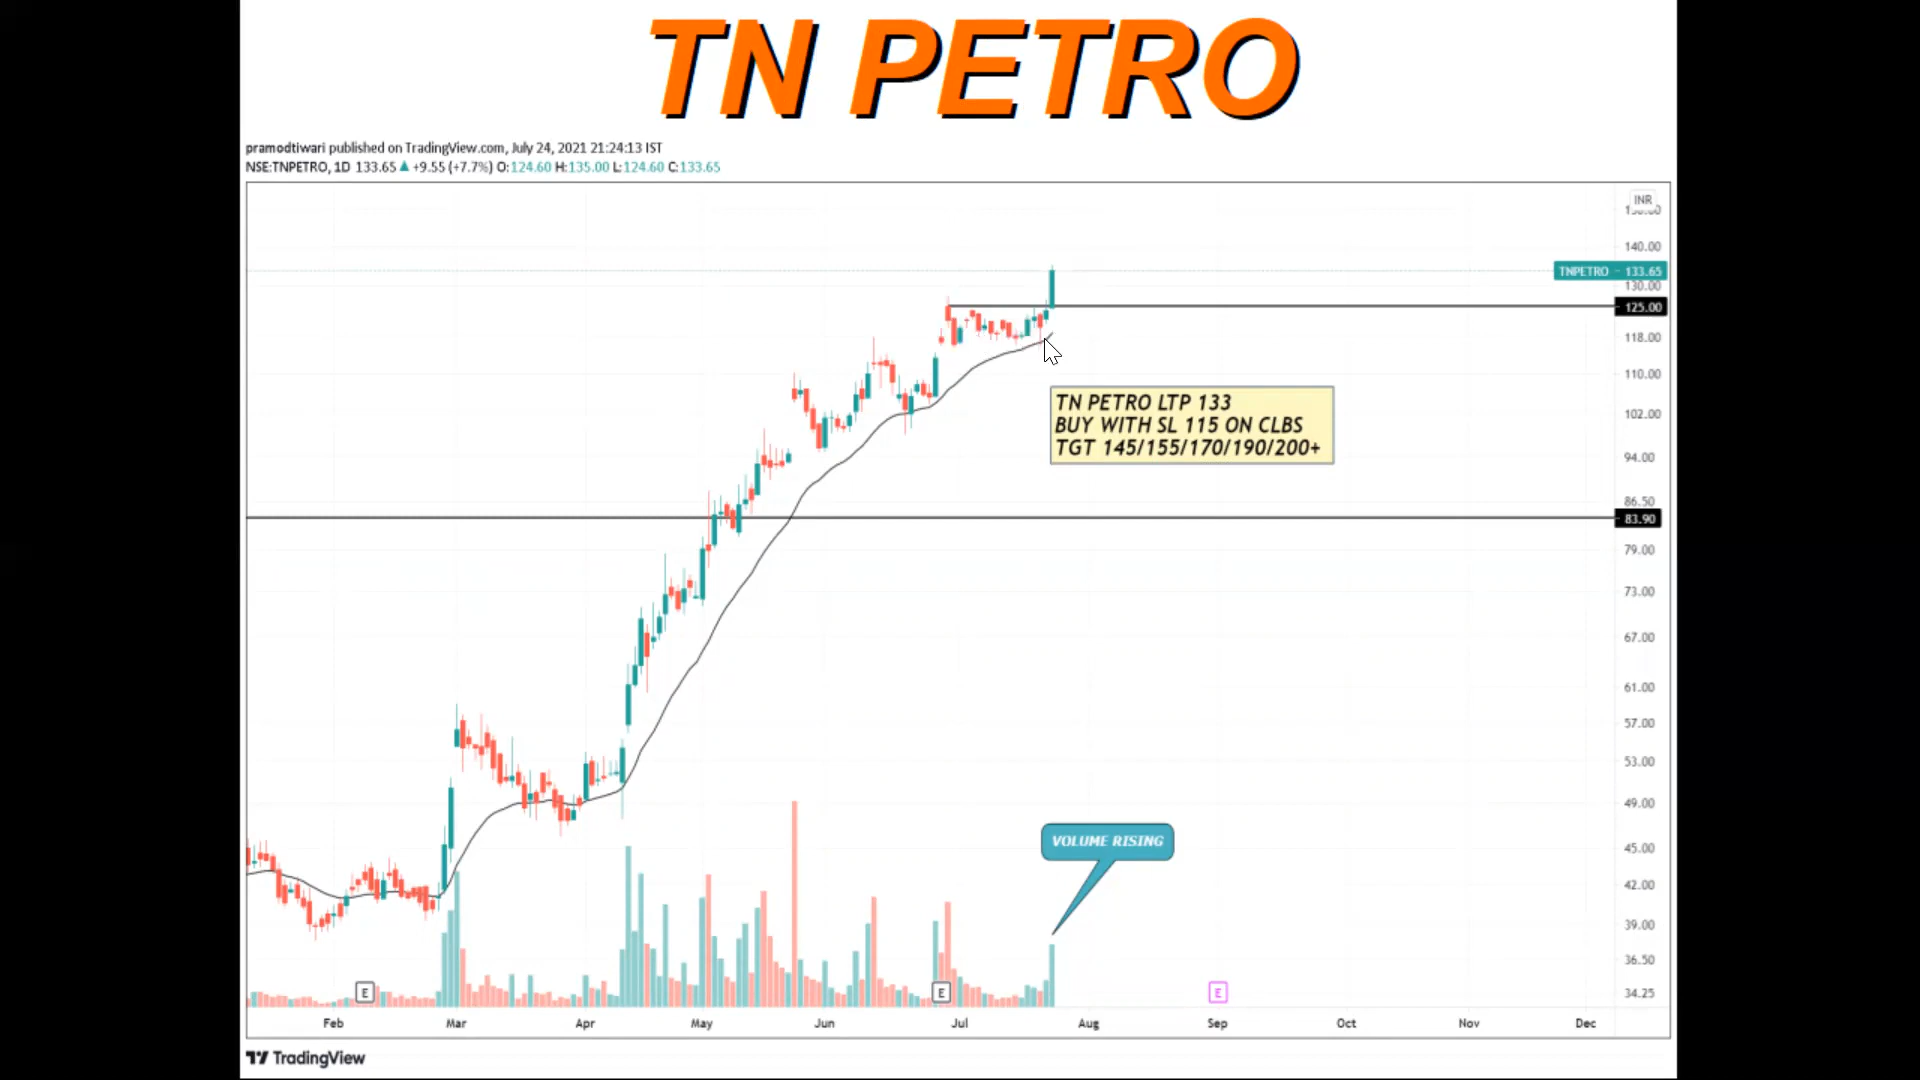 TN PETRO
pramodtiwari published on TradingView.com, July 24, 2021 21:24:13 IST
NSE:TNPETRO, 1D 133.65 ▲ +9.55 (+7.7%) O:124.60 H:135.00 L:124.60 C:133.65
INR
140.00
TNPETRO - 133.65
130.00
125.00
118.00
110.00
TN PETRO LTP 133
BUY WITH SL 115 ON CLBS
TGT 145/155/170/190/200+
102.00
94.00
86.50
83.90
79.00
73.00
67.00
61.00
57.00
53.00
49.00
VOLUME RISING
45.00
42.00
39.00
36.50
34.25
E E E
Feb Mar Apr May Jun Jul Aug Sep Oct Nov Dec
TradingView